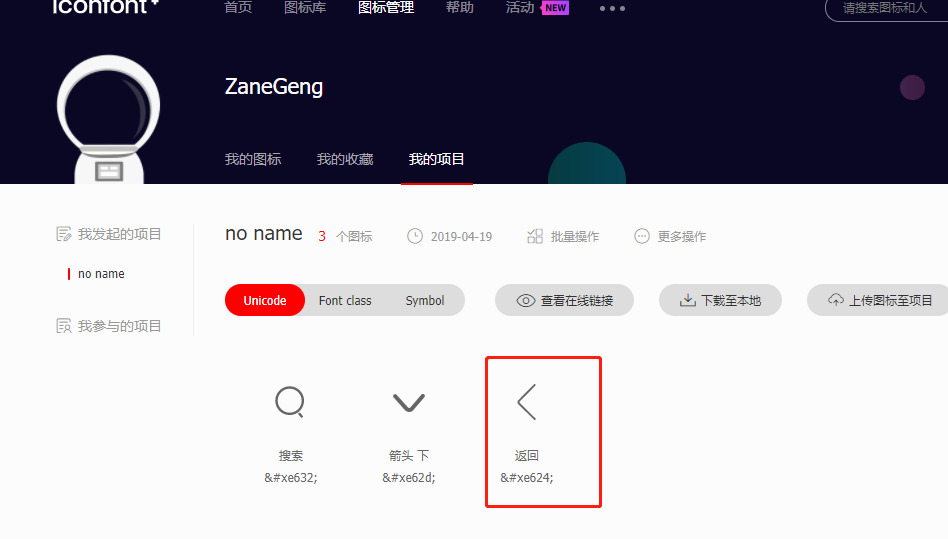 iconfont+
首页 图标库 图标管理 帮助 活动 NEW 请搜索图标和人
ZaneGeng
我的图标 我的收藏 我的项目
我发起的项目
no name
我参与的项目
no name 3 个图标 2019-04-19 批量操作 更多操作
Unicode Font class Symbol 查看在线链接 下载至本地 上传图标至项目
搜索 箭头 下 返回
&#xe632; &#xe62d; &#xe624;